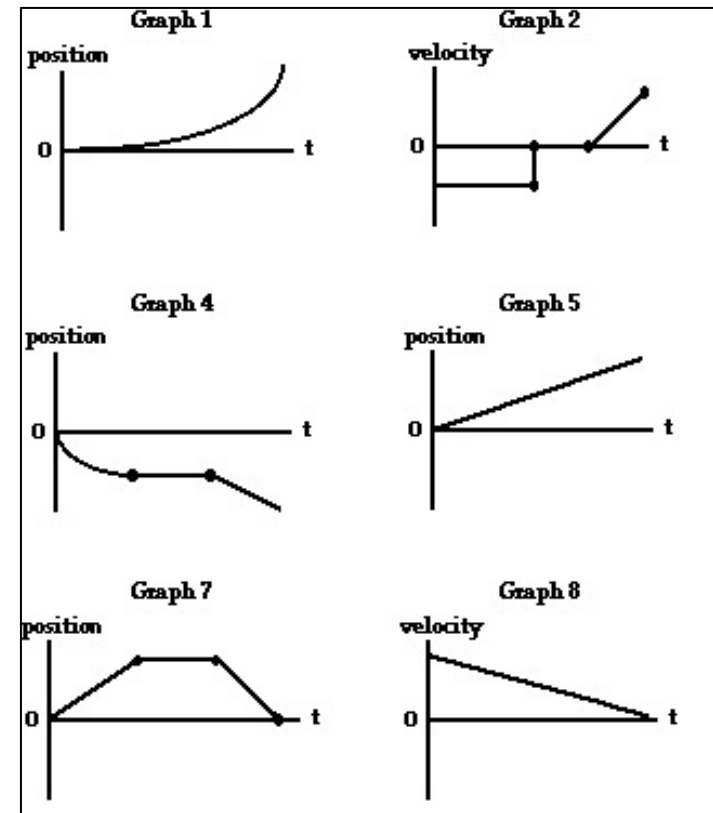 Graph 1
Graph 2
position
velocity
0
t
0
t
Graph 4
Graph 5
position
position
0
t
0
t
Graph 7
Graph 8
position
velocity
0
t
0
t